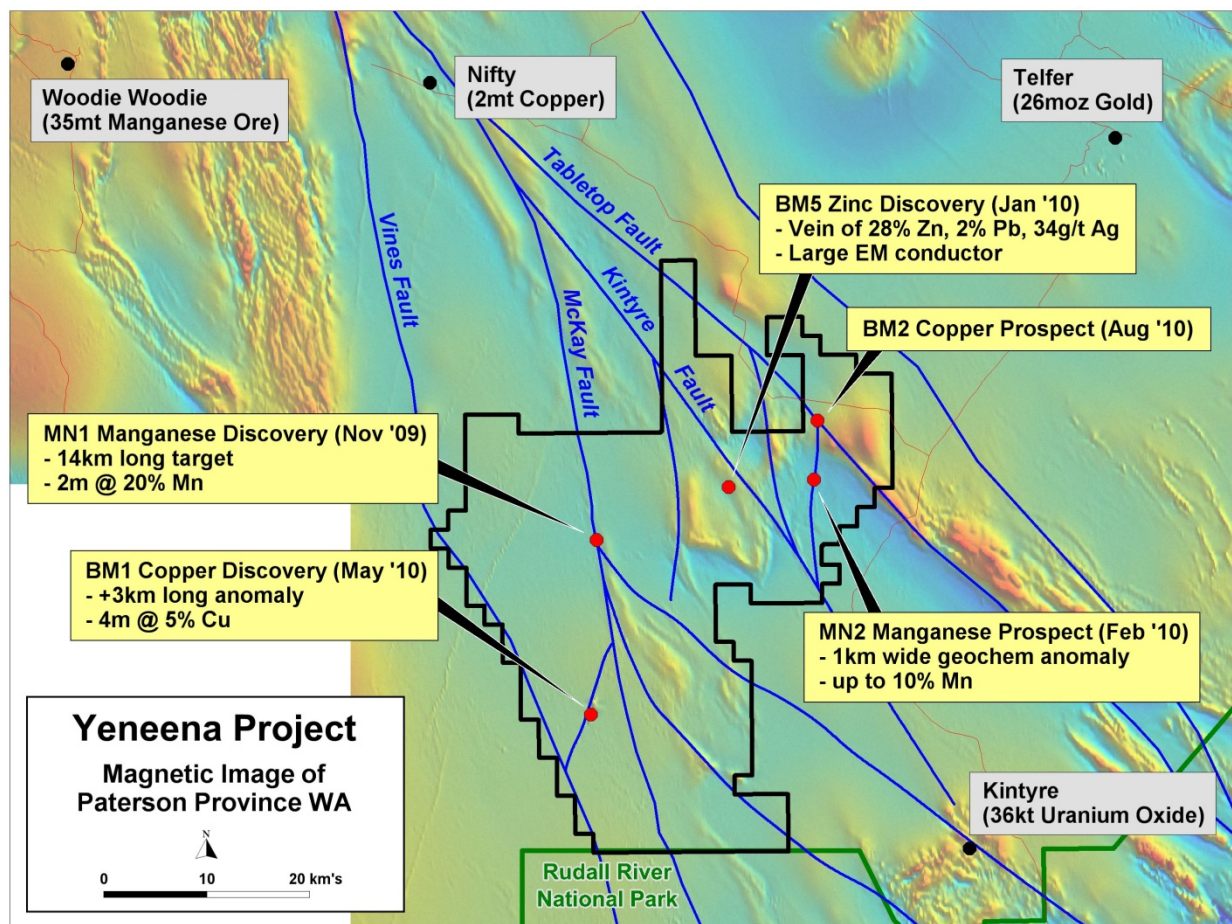 Woodie Woodie
(35mt Manganese Ore)
Nifty
(2mt Copper)
Telfer
(26moz Gold)
Tabletop Fault
Vines Fault
Kintyre
Fault
McKay Fault
BM5 Zinc Discovery (Jan '10)
- Vein of 28% Zn, 2% Pb, 34g/t Ag
- Large EM conductor
BM2 Copper Prospect (Aug '10)
MN1 Manganese Discovery (Nov '09)
- 14km long target
- 2m @ 20% Mn
BM1 Copper Discovery (May '10)
- +3km long anomaly
- 4m @ 5% Cu
MN2 Manganese Prospect (Feb '10)
- 1km wide geochem anomaly
- up to 10% Mn
Yeneena Project
Magnetic Image of
Paterson Province WA
N
0 10 20 km's
Kintyre
(36kt Uranium Oxide)
Rudall River
National Park